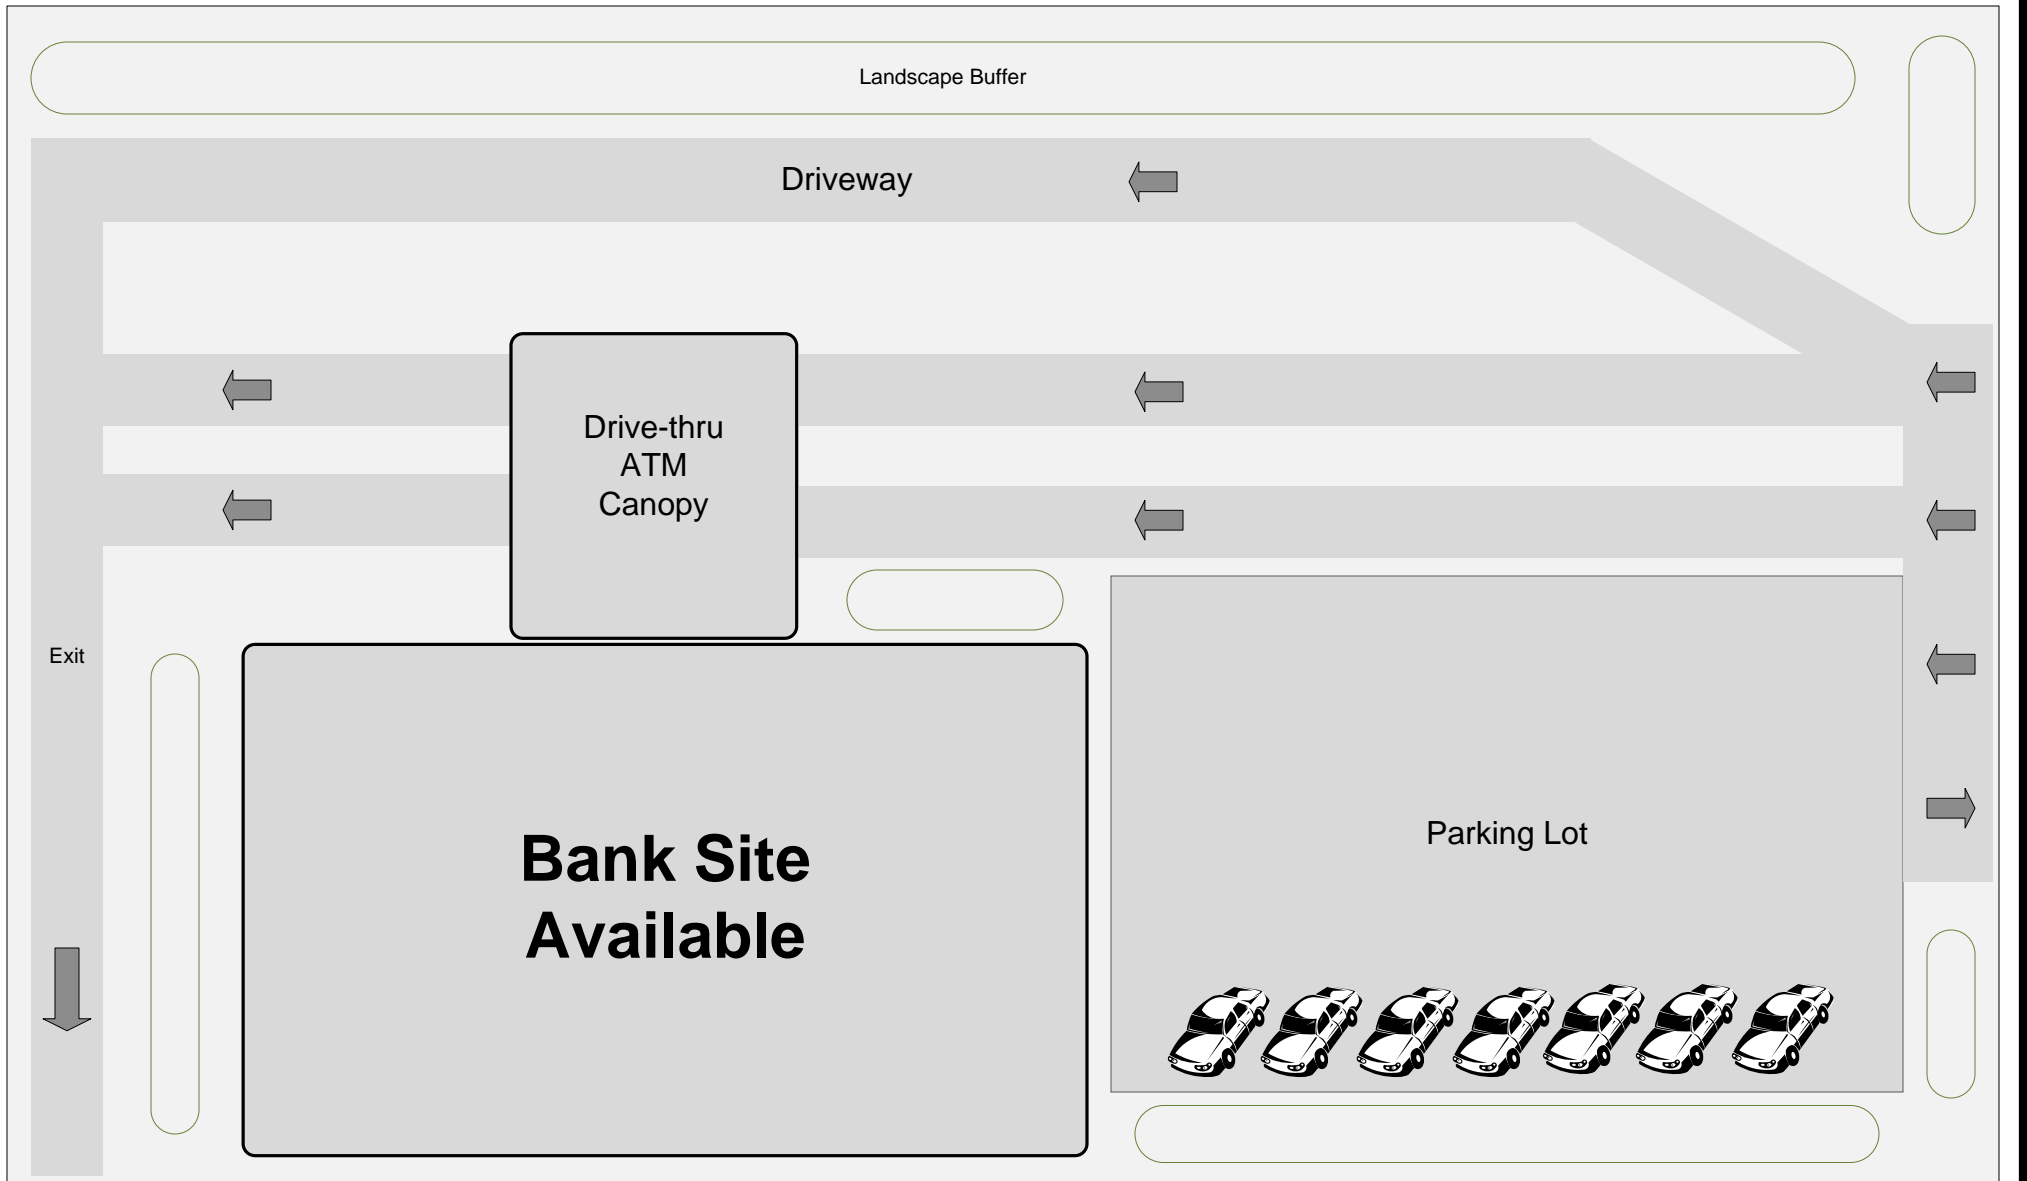 Landscape Buffer
Driveway
Drive-thru
ATM
Canopy
Exit
Bank Site
Available
Parking Lot